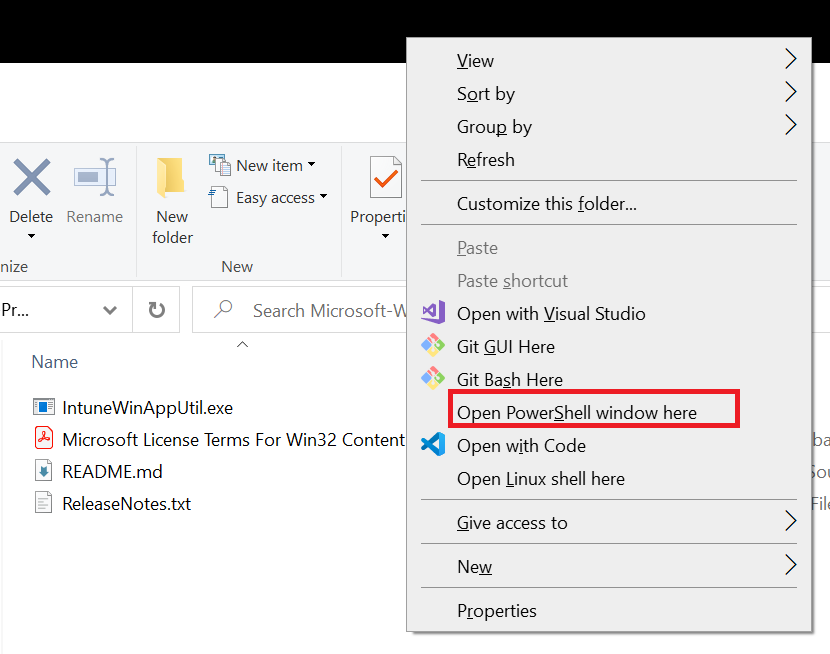 View
Sort by
Group by
Refresh
Customize this folder...
Paste
Paste shortcut
Open with Visual Studio
Git GUI Here
Git Bash Here
Open PowerShell window here
Open with Code
Open Linux shell here
Give access to
New
Properties
Delete
Rename
New
folder
New item
Easy access
Properti
nize
New
Pr...
Search Microsoft-W
Name
IntuneWinAppUtil.exe
Microsoft License Terms For Win32 Content
README.md
ReleaseNotes.txt
ba
Sou
File